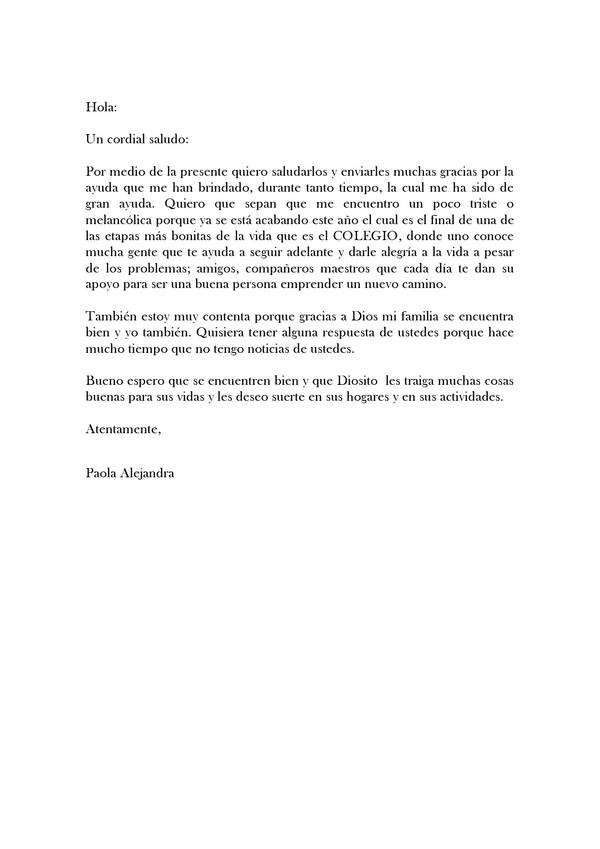 Hola:
Un cordial saludo:
Por medio de la presente quiero saludarlos y enviarles muchas gracias por la
ayuda que me han brindado, durante tanto tiempo, la cual me ha sido de
gran ayuda. Quiero que sepan que me encuentro un poco triste o
melancólica porque ya se está acabando este año el cual es el final de una de
las etapas más bonitas de la vida que es el COLEGIO, donde uno conoce
mucha gente que te ayuda a seguir adelante y darle alegría a la vida a pesar
de los problemas; amigos, compañeros maestros que cada día te dan su
apoyo para ser una buena persona emprender un nuevo camino.
También estoy muy contenta porque gracias a Dios mi familia se encuentra
bien y yo también. Quisiera tener alguna respuesta de ustedes porque hace
mucho tiempo que no tengo noticias de ustedes.
Bueno espero que se encuentren bien y que Diosito  les traiga muchas cosas
buenas para sus vidas y les deseo suerte en sus hogares y en sus actividades.
Atentamente,
Paola Alejandra